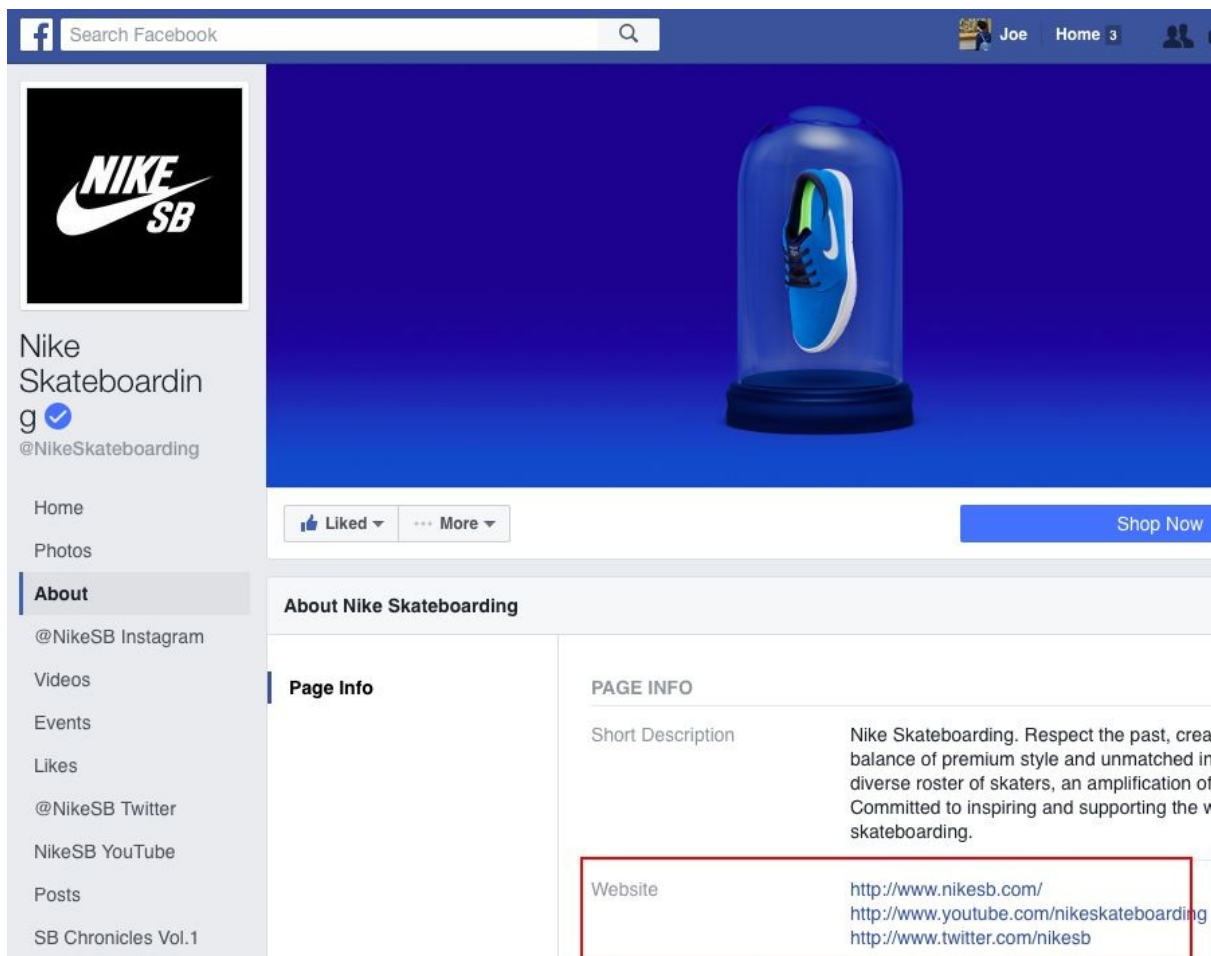 f
Search Facebook
Joe
Home 3
NIKE
SB
Nike
Skateboardin
g
@NikeSkateboarding
Home
Photos
About
@NikeSB Instagram
Videos
Events
Likes
@NikeSB Twitter
NikeSB YouTube
Posts
SB Chronicles Vol.1
Liked
More
Shop Now
About Nike Skateboarding
Page Info
PAGE INFO
Short Description
Nike Skateboarding. Respect the past, crea
balance of premium style and unmatched in
diverse roster of skaters, an amplification of
Committed to inspiring and supporting the w
skateboarding.
Website
http://www.nikesb.com/
http://www.youtube.com/nikeskateboarding
http://www.twitter.com/nikesb